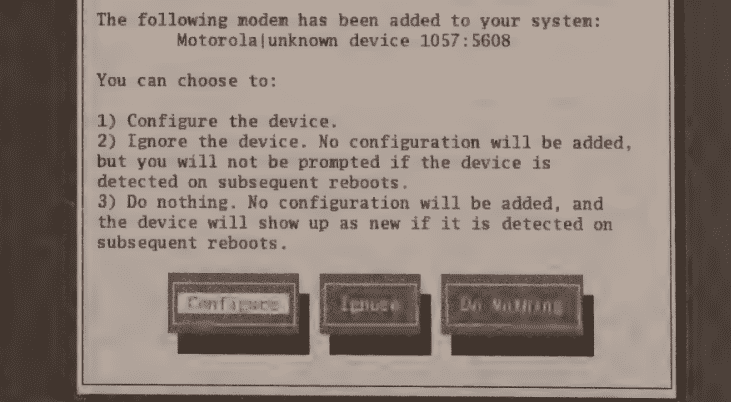 The following modem has been added to your system:
Motorola|unknown device 1057:5608
You can choose to:
1) Configure the device.
2) Ignore the device. No configuration will be added,
but you will not be prompted if the device is
detected on subsequent reboots.
3) Do nothing. No configuration will be added, and
the device will show up as new if it is detected on
subsequent reboots.
Configure Ignore Do Nothing